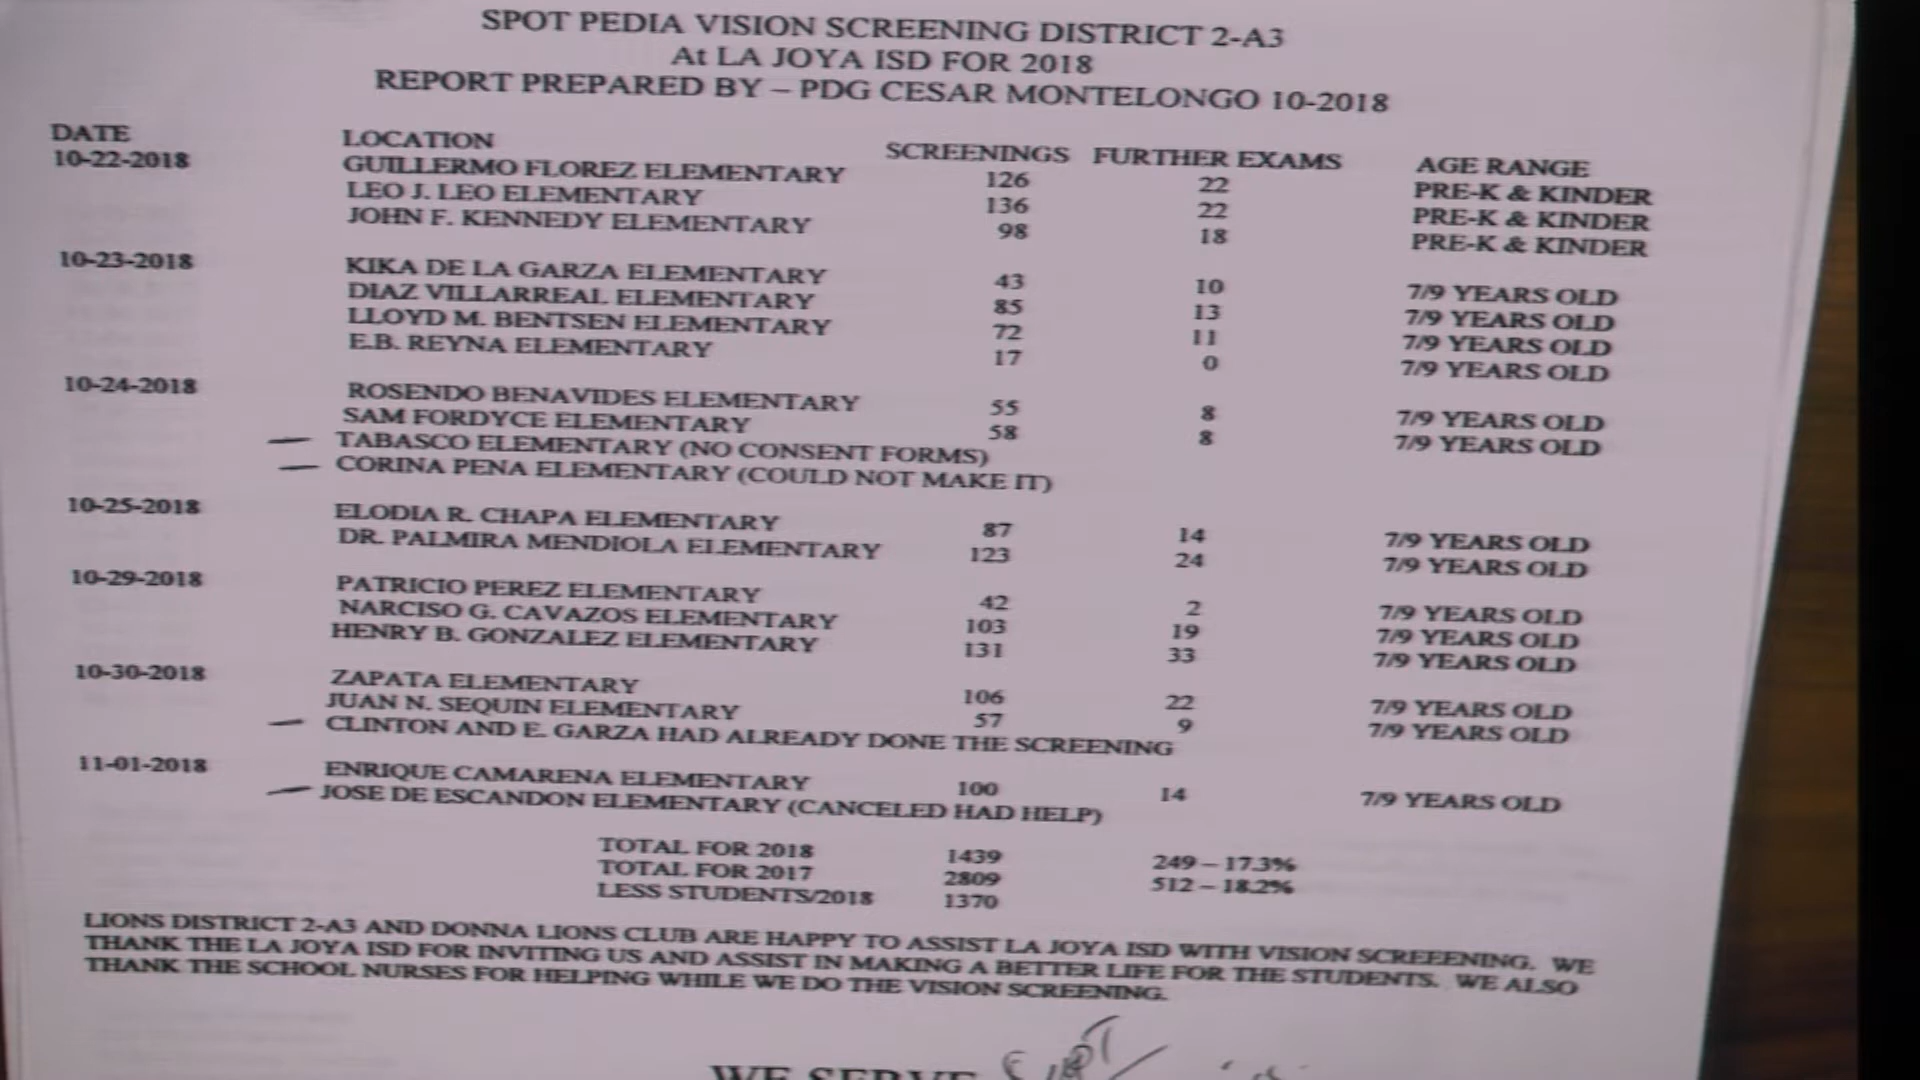 SPOT PEDIA VISION SCREENING DISTRICT 2-A3
At LA JOYA ISD FOR 2018
REPORT PREPARED BY – PDG CESAR MONTELONGO 10-2018
DATE LOCATION SCREENINGS FURTHER EXAMS AGE RANGE
10-22-2018 GUILLERMO FLOREZ ELEMENTARY 126 22 PRE-K & KINDER
LEO J. LEO ELEMENTARY 136 22 PRE-K & KINDER
JOHN F. KENNEDY ELEMENTARY 98 18 PRE-K & KINDER
10-23-2018 KIKA DE LA GARZA ELEMENTARY 43 10 7/9 YEARS OLD
DIAZ VILLARREAL ELEMENTARY 85 13 7/9 YEARS OLD
LLOYD M. BENTSEN ELEMENTARY 72 11 7/9 YEARS OLD
E.B. REYNA ELEMENTARY 17 0 7/9 YEARS OLD
10-24-2018 ROSENDO BENAVIDES ELEMENTARY 55 8 7/9 YEARS OLD
SAM FORDYCE ELEMENTARY 58 8 7/9 YEARS OLD
— TABASCO ELEMENTARY (NO CONSENT FORMS)
— CORINA PENA ELEMENTARY (COULD NOT MAKE IT)
10-25-2018 ELODIA R. CHAPA ELEMENTARY 87 14 7/9 YEARS OLD
DR. PALMIRA MENDIOLA ELEMENTARY 123 24 7/9 YEARS OLD
10-29-2018 PATRICIO PEREZ ELEMENTARY 42 2 7/9 YEARS OLD
NARCISO G. CAVAZOS ELEMENTARY 103 19 7/9 YEARS OLD
HENRY B. GONZALEZ ELEMENTARY 131 33 7/9 YEARS OLD
10-30-2018 ZAPATA ELEMENTARY 106 22 7/9 YEARS OLD
JUAN N. SEQUIN ELEMENTARY 57 9 7/9 YEARS OLD
— CLINTON AND E. GARZA HAD ALREADY DONE THE SCREENING
11-01-2018 ENRIQUE CAMARENA ELEMENTARY 100 14 7/9 YEARS OLD
— JOSE DE ESCANDON ELEMENTARY (CANCELED HAD HELP)
TOTAL FOR 2018 1439 249 – 17.3%
TOTAL FOR 2017 2809 512 – 18.2%
LESS STUDENTS/2018 1370
LIONS DISTRICT 2-A3 AND DONNA LIONS CLUB ARE HAPPY TO ASSIST LA JOYA ISD WITH VISION SCREEENING. WE
THANK THE LA JOYA ISD FOR INVITING US AND ASSIST IN MAKING A BETTER LIFE FOR THE STUDENTS. WE ALSO
THANK THE SCHOOL NURSES FOR HELPING WHILE WE DO THE VISION SCREENING.
WE SERVE